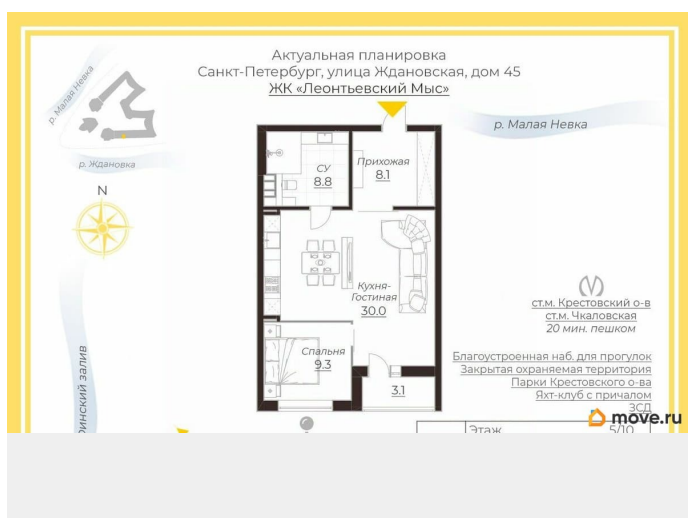 Актуальная планировка
Санкт-Петербург, улица Ждановская, дом 45
ЖК «Леонтьевский Мыс»
р. Малая Невка
р. Ждановка
р. Малая Невка
N
СУ
8.8
Прихожая
8.1
Кухня-
Гостиная
30.0
Спальня
9.3
3.1
ст.м. Крестовский о-в
ст.м. Чкаловская
20 мин. пешком
Благоустроенная наб. для прогулок
Закрытая охраняемая территория
Парки Крестовского о-ва
Яхт-клуб с причалом
ЗСД
залив
move.ru
Этаж 5/10